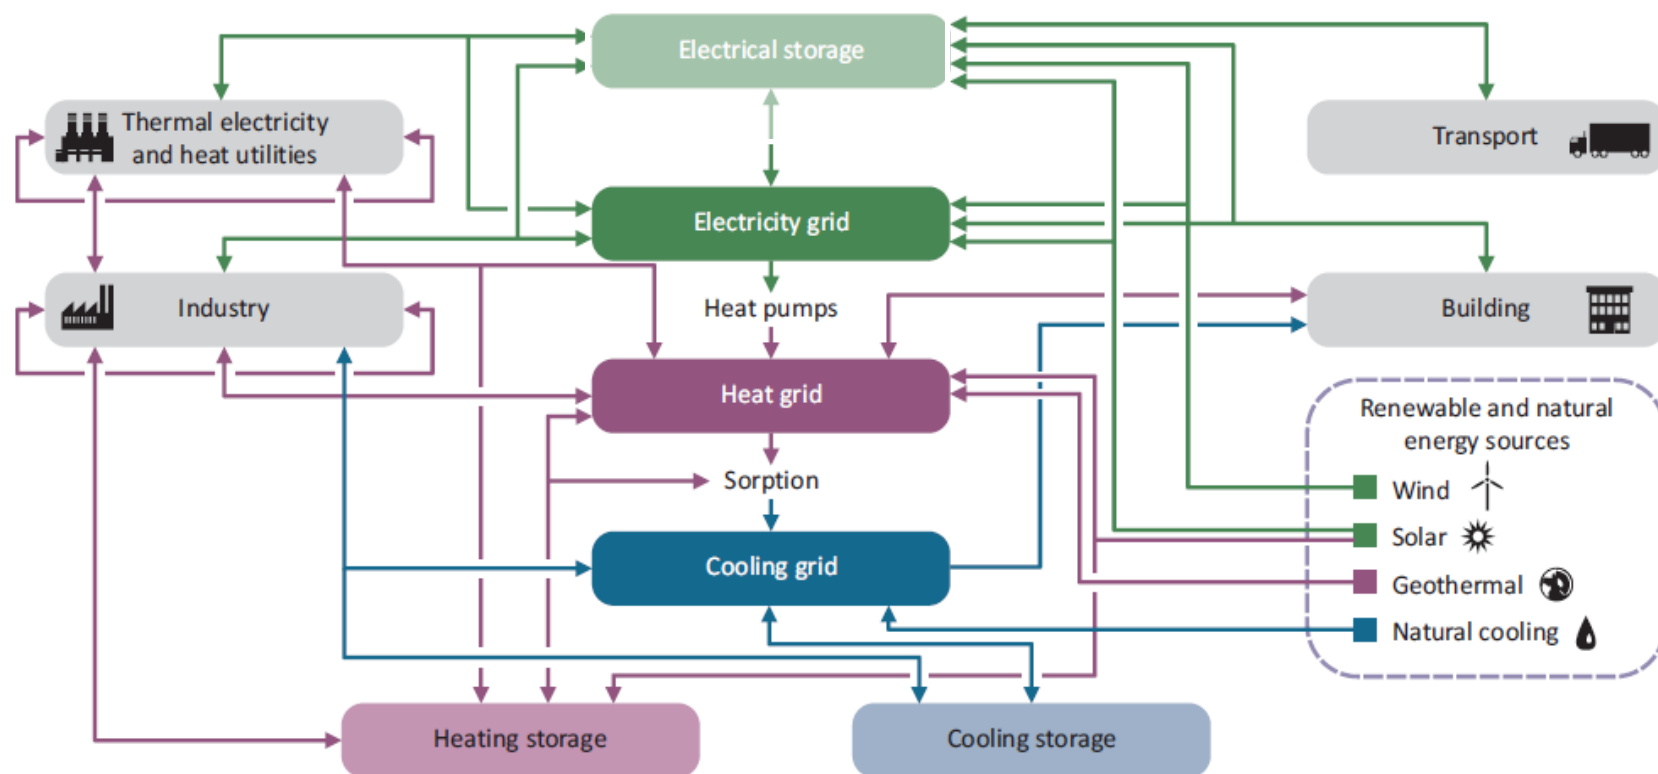 Electrical storage
Thermal electricity
and heat utilities
Transport
Electricity grid
Industry
Heat pumps
Building
Heat grid
Renewable and natural
energy sources
Sorption
Wind
Solar
Cooling grid
Geothermal
Natural cooling
Heating storage
Cooling storage